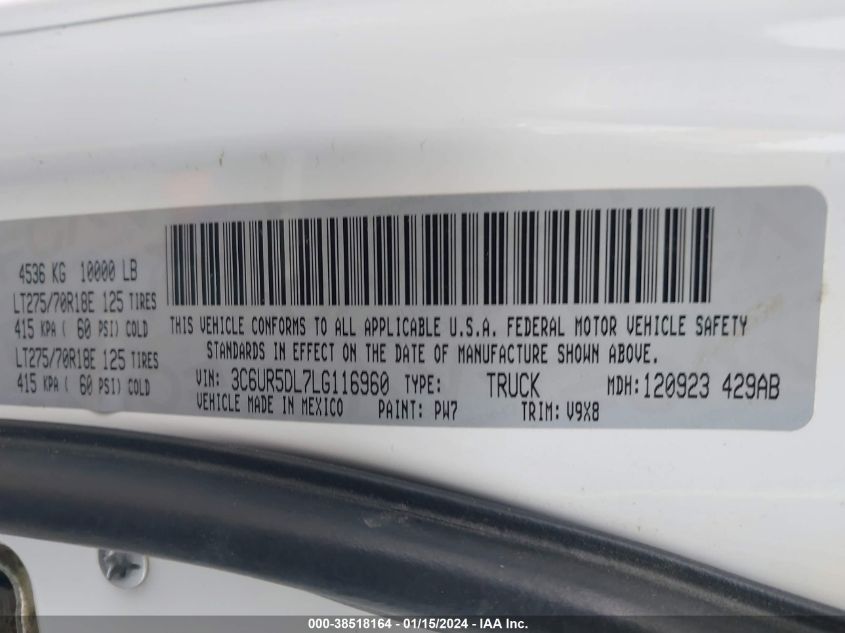 4536 KG 10000 LB
LT275/70R18E 125 TIRES
415 KPA ( 60 PSI) COLD
LT275/70R18E 125 TIRES
415 KPA ( 60 PSI) COLD
THIS VEHICLE CONFORMS TO ALL APPLICABLE U.S.A. FEDERAL MOTOR VEHICLE SAFETY
STANDARDS IN EFFECT ON THE DATE OF MANUFACTURE SHOWN ABOVE.
VIN: 3C6UR5DL7LG116960 TYPE: TRUCK MDH: 120923 429AB
VEHICLE MADE IN MEXICO PAINT: PW7 TRIM: V9X8
000-38518164 - 01/15/2024 - IAA Inc.